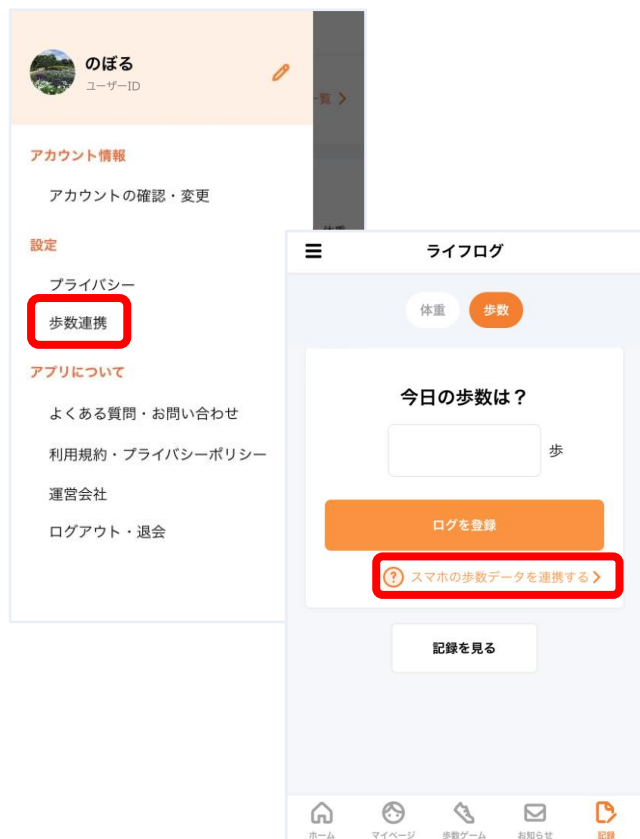 のぼる
ユーザーID
一覧
アカウント情報
アカウントの確認・変更
設定
プライバシー
歩数連携
アプリについて
よくある質問・お問い合わせ
利用規約・プライバシーポリシー
運営会社
ログアウト・退会
体重
ライフログ
体重 歩数
今日の歩数は？
歩
ログを登録
? スマホの歩数データを連携する
記録を見る
ホーム マイページ 歩数ゲーム お知らせ 記録